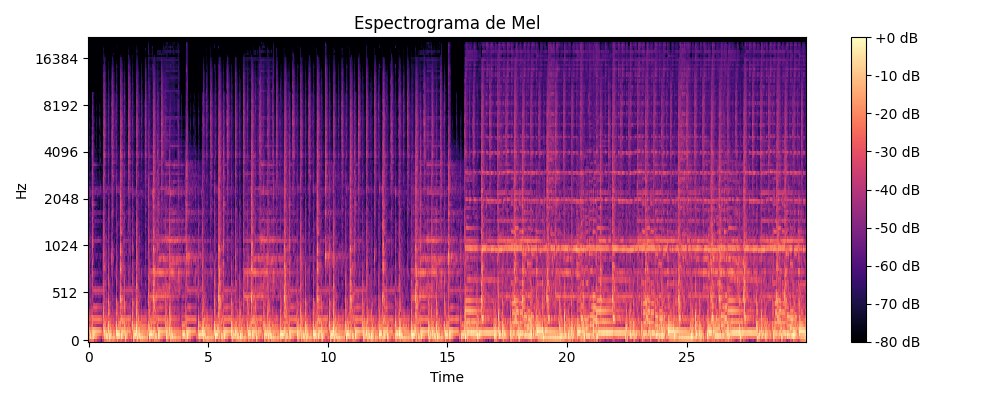 Espectrograma de Mel
Hz
16384
8192
4096
2048
1024
512
0
0 5 10 15 20 25
Time
+0 dB
-10 dB
-20 dB
-30 dB
-40 dB
-50 dB
-60 dB
-70 dB
-80 dB